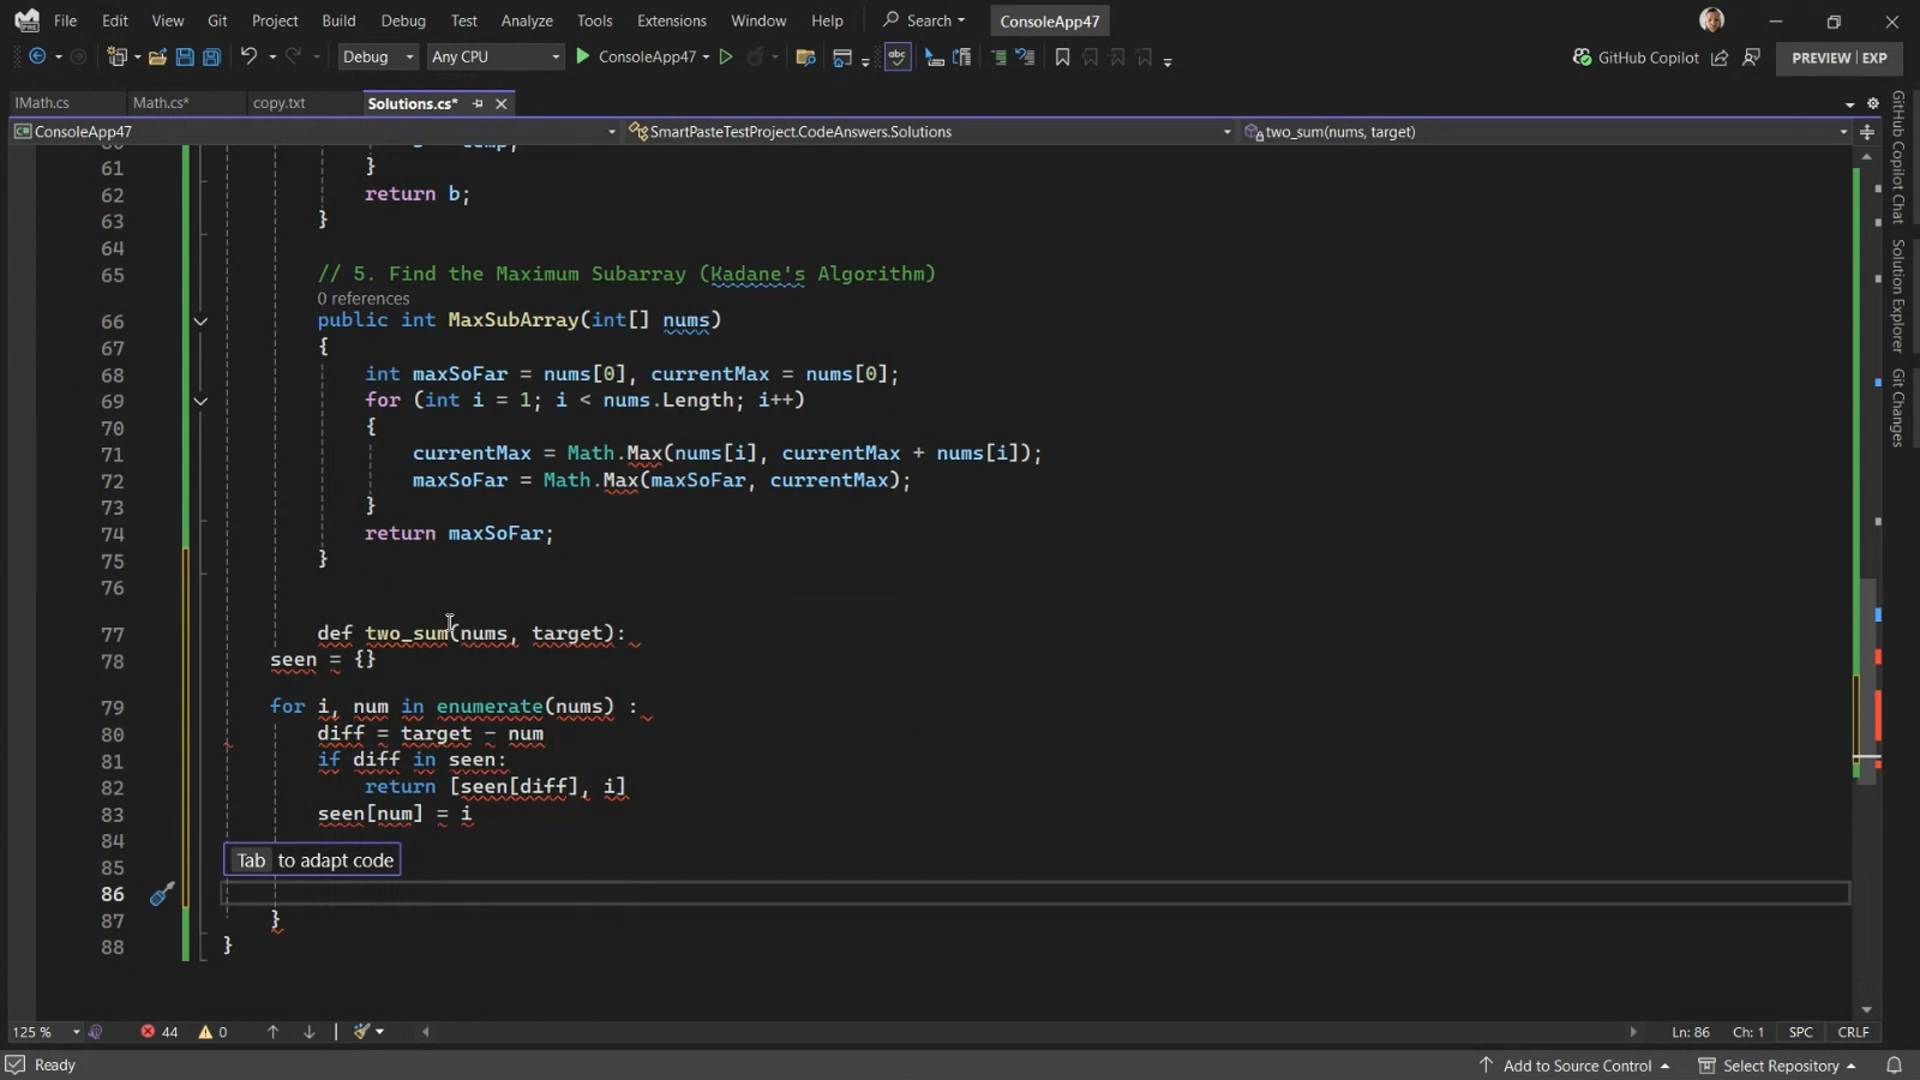 File Edit View Git Project Build Debug Test Analyze Tools Extensions Window Help Search ConsoleApp47
Debug Any CPU ConsoleApp47 abc GitHub Copilot PREVIEW | EXP
IMath.cs Math.cs* copy.txt Solutions.cs*
C# ConsoleApp47 SmartPasteTestProject.CodeAnswers.Solutions two_sum(nums, target)
61 }
62 return b;
63 }
64
65 // 5. Find the Maximum Subarray (Kadane's Algorithm)
0 references
66 public int MaxSubArray(int[] nums)
67 {
68 int maxSoFar = nums[0], currentMax = nums[0];
69 for (int i = 1; i < nums.Length; i++)
70 {
71 currentMax = Math.Max(nums[i], currentMax + nums[i]);
72 maxSoFar = Math.Max(maxSoFar, currentMax);
73 }
74 return maxSoFar;
75 }
76
77 def two_sum(nums, target):
78 seen = {}
79 for i, num in enumerate(nums) :
80 diff = target - num
81 if diff in seen:
82 return [seen[diff], i]
83 seen[num] = i
84
Tab to adapt code
85
86
87 }
88 }
125 % 44 0 Ln: 86 Ch: 1 SPC CRLF
Ready Add to Source Control Select Repository
GitHub Copilot Chat
Solution Explorer
Git Changes